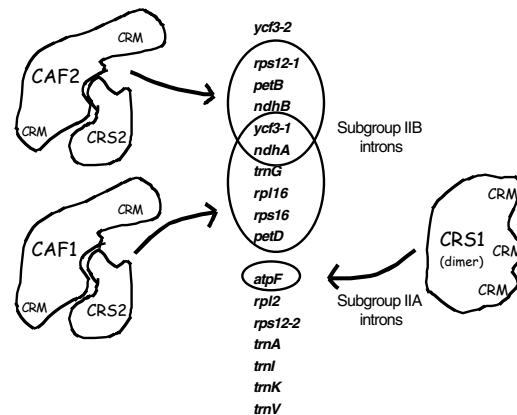 CRM
CAF2
CRM
CRS2
CRM
CAF1
CRM
CRS2
ycf3-2
rps12-1
petB
ndhB
ycf3-1
ndhA
trnG
rpl16
rps16
petD
atpF
rpl2
rps12-2
trnA
trnI
trnK
trnV
Subgroup IIB
introns
Subgroup IIA
introns
CRM
CRS1
(dimer)
CRM
CRM